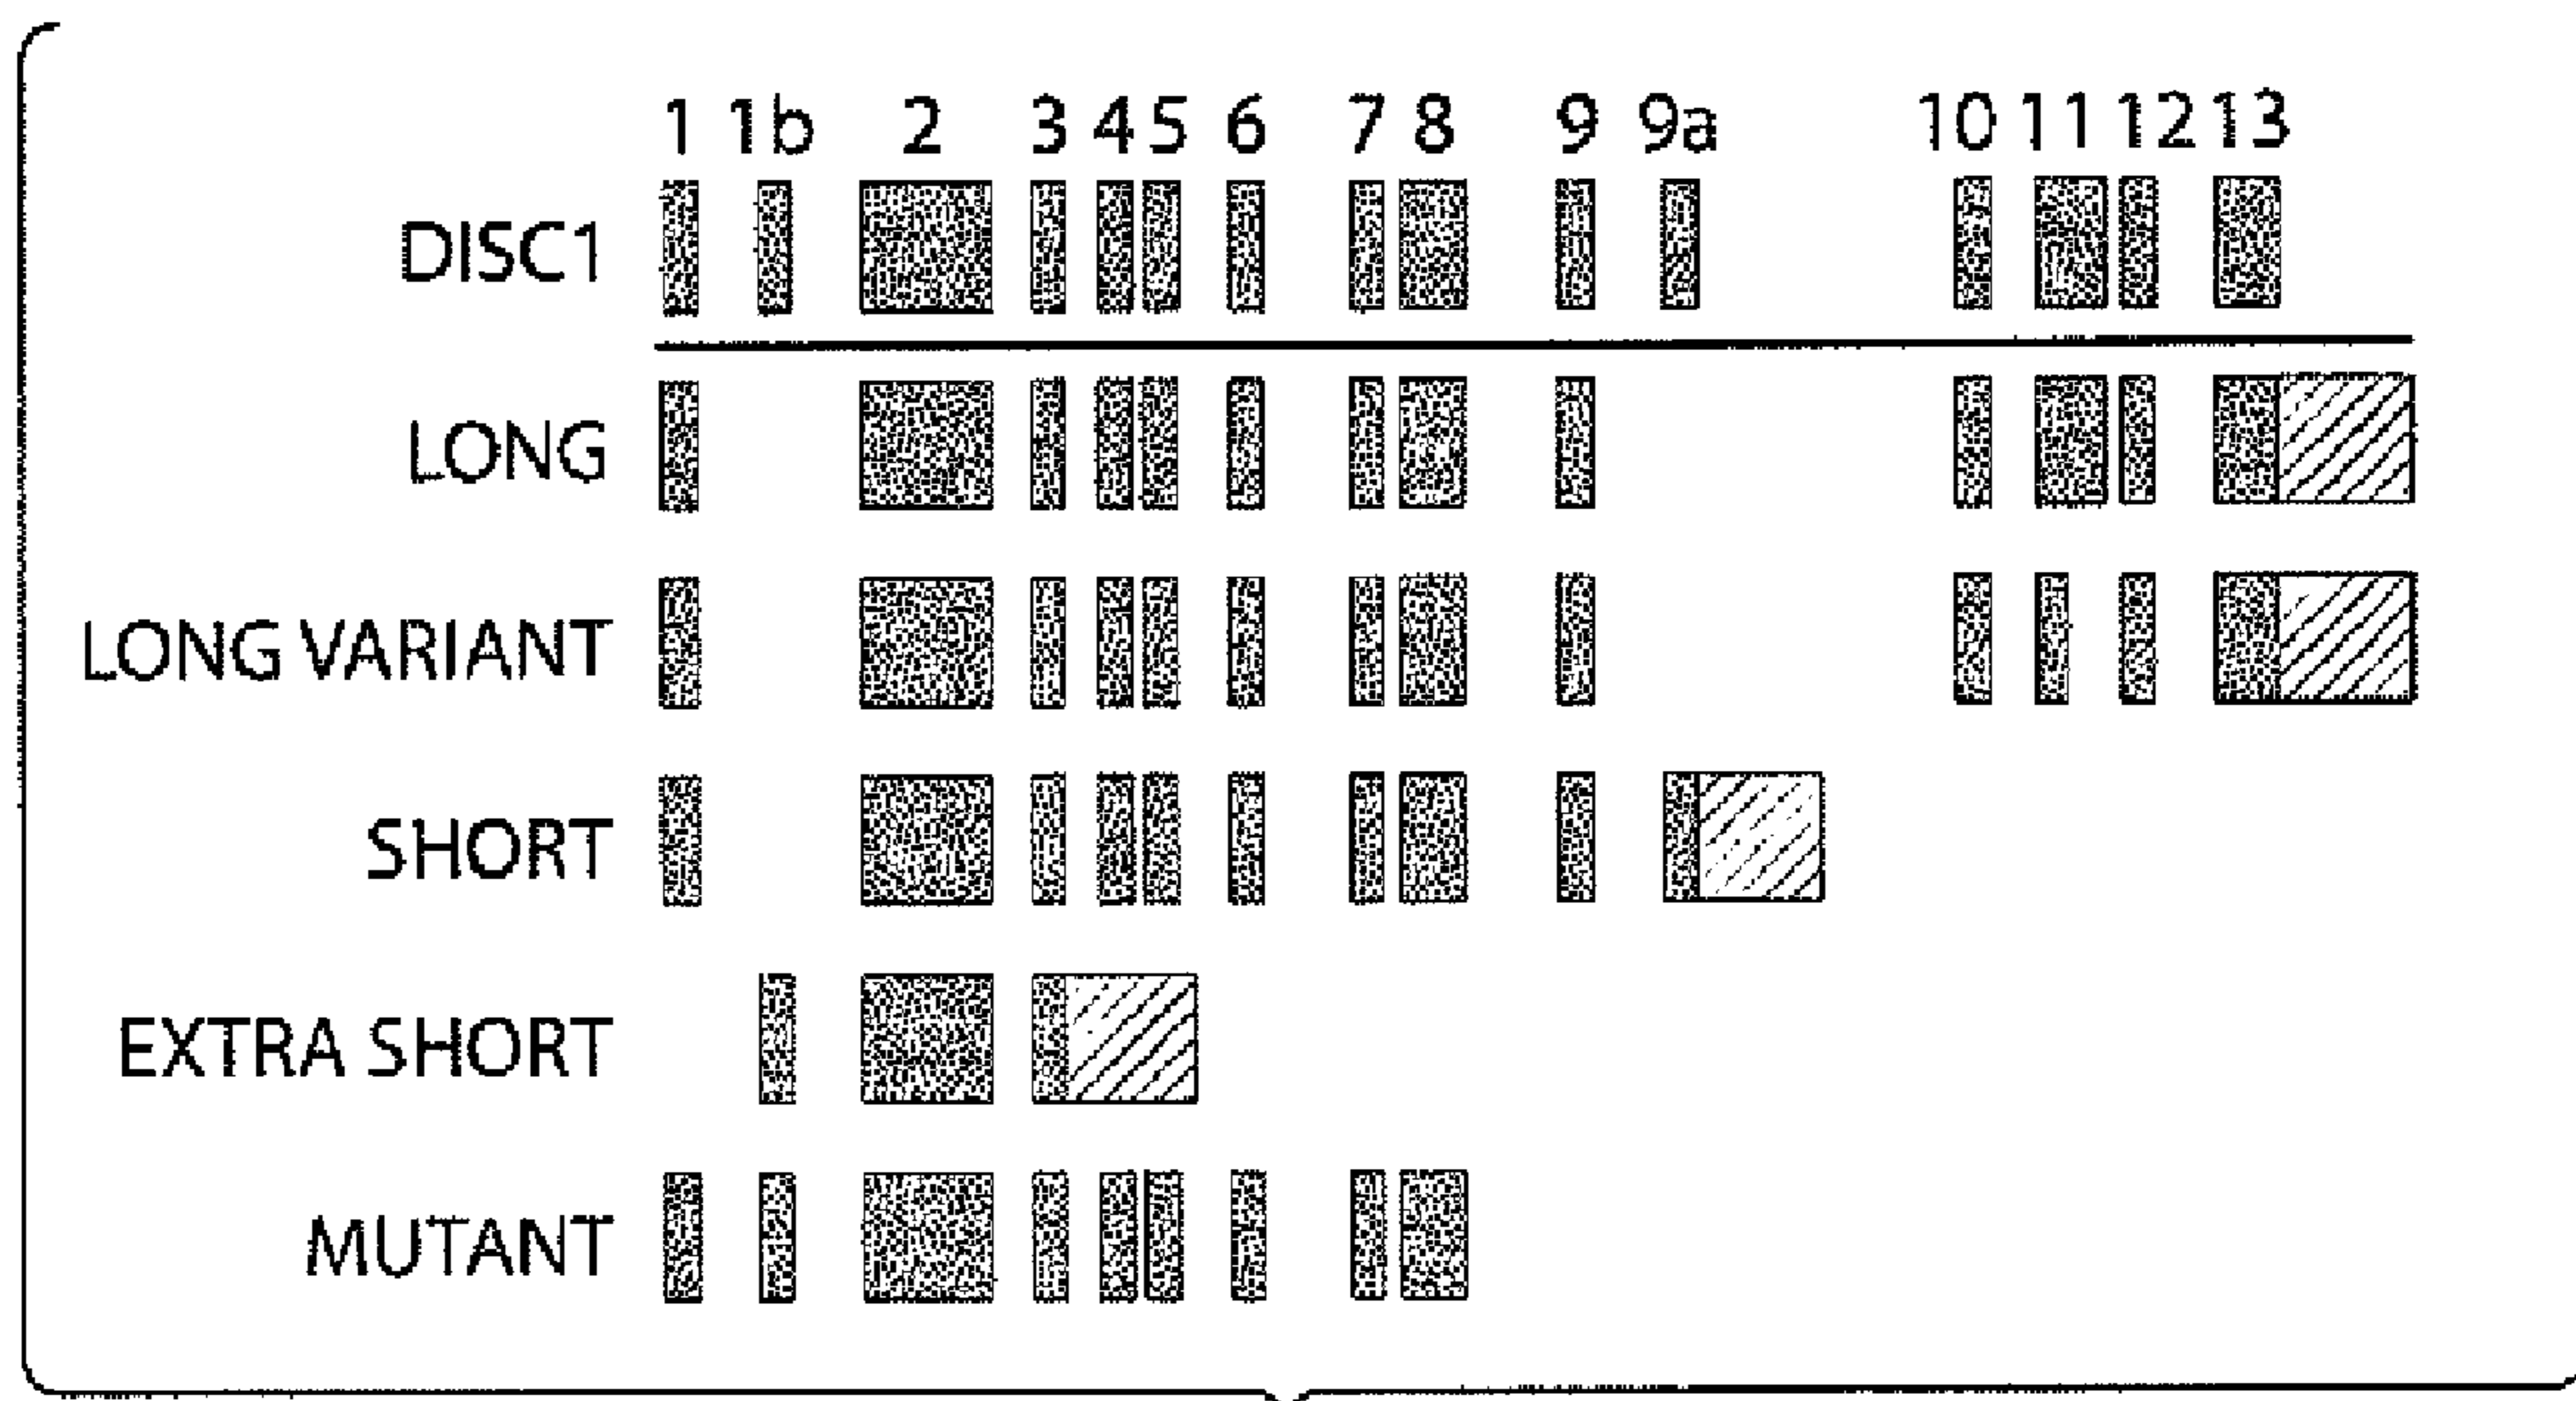 1 1b 2 3 4 5 6 7 8 9 9a 10 11 12 13
DISC1
LONG
LONG VARIANT
SHORT
EXTRA SHORT
MUTANT